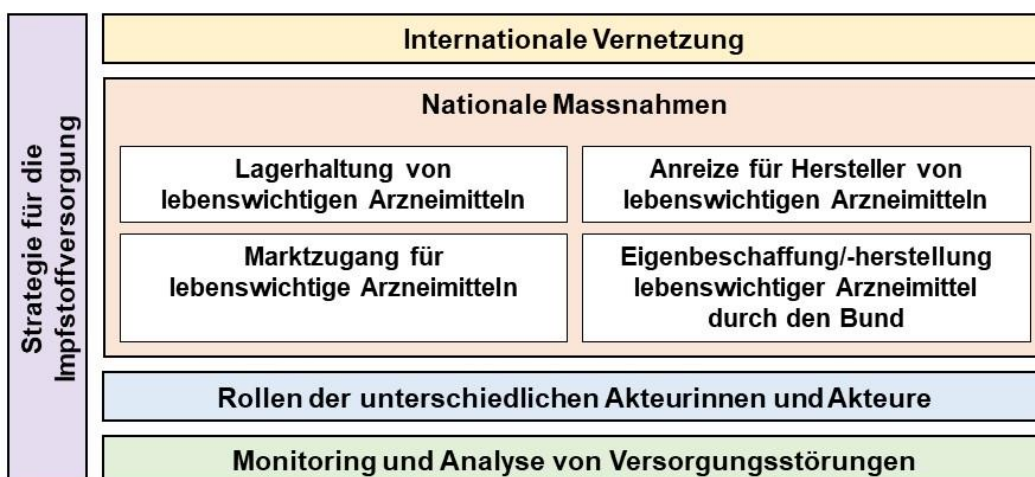 Strategie für die
Impfstoffversorgung
Internationale Vernetzung
Nationale Massnahmen
Lagerhaltung von
lebenswichtigen Arzneimitteln
Anreize für Hersteller von
lebenswichtigen Arzneimitteln
Marktzugang für
lebenswichtige Arzneimitteln
Eigenbeschaffung/-herstellung
lebenswichtiger Arzneimittel
durch den Bund
Rollen der unterschiedlichen Akteurinnen und Akteure
Monitoring und Analyse von Versorgungsstörungen